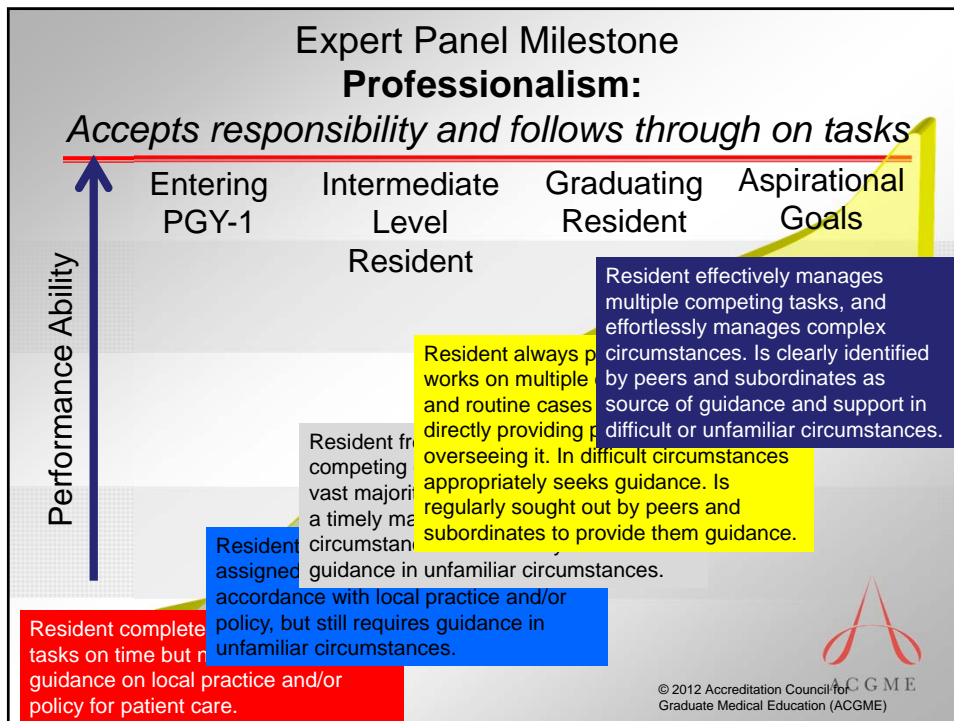 Expert Panel Milestone
Professionalism:
Accepts responsibility and follows through on tasks
Entering
PGY-1
Intermediate
Level
Resident
Graduating
Resident
Aspirational
Goals
Performance Ability
Resident effectively manages
multiple competing tasks, and
effortlessly manages complex
circumstances. Is clearly identified
by peers and subordinates as
source of guidance and support in
difficult or unfamiliar circumstances.
Resident always
works on multiple
and routine cases
directly providing
overseeing it. In difficult circumstances
appropriately seeks guidance. Is
regularly sought out by peers and
subordinates to provide them guidance.
Resident
competing
vast
a timely
guidance in unfamiliar circumstances.
Resident
assigned
accordance with local practice and/or
policy, but still requires guidance in
unfamiliar circumstances.
Resident
tasks on time but
guidance on local practice and/or
policy for patient care.
ACGME
© 2012 Accreditation Council for
Graduate Medical Education (ACGME)